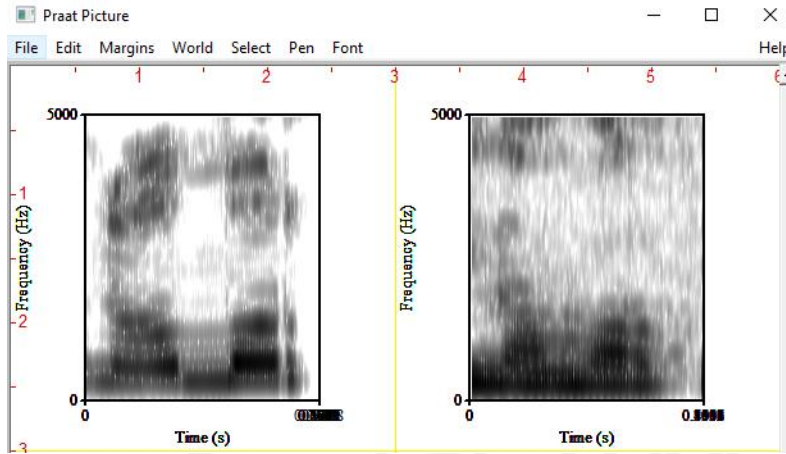 Praat Picture
File Edit Margins World Select Pen Font Help
1 2 3 4 5 6
5000 5000
1
Frequency (Hz) Frequency (Hz)
2
0 0
0 0
Time (s) Time (s)
3